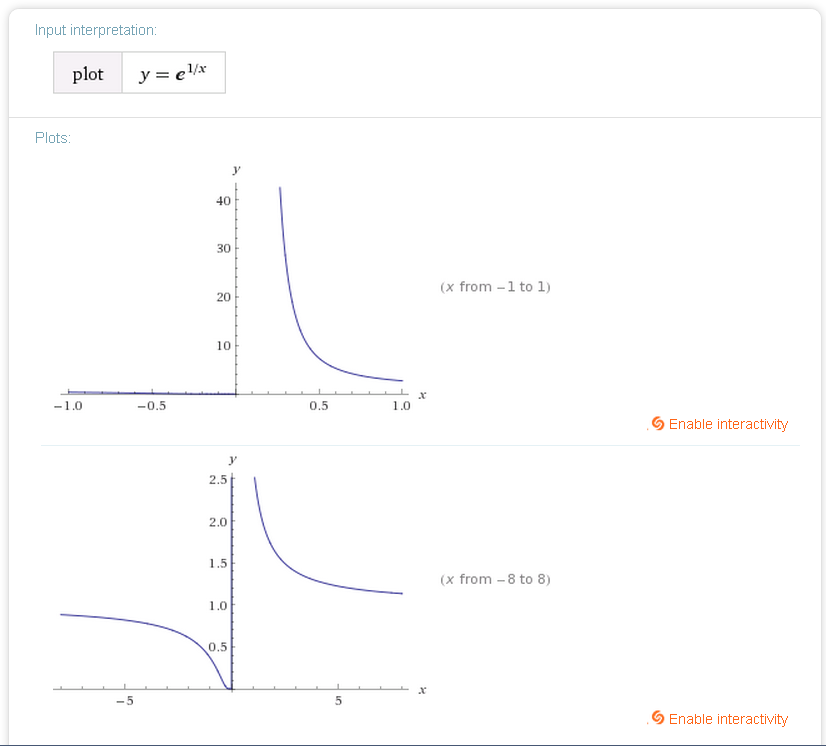 Input interpretation:
plot y = e^1/x
Plots:
y
40
30
20
10
(x from −1 to 1)
−1.0 −0.5 0.5 1.0 x
Enable interactivity
y
2.5
2.0
1.5
1.0
0.5
(x from −8 to 8)
−5 5 x
Enable interactivity